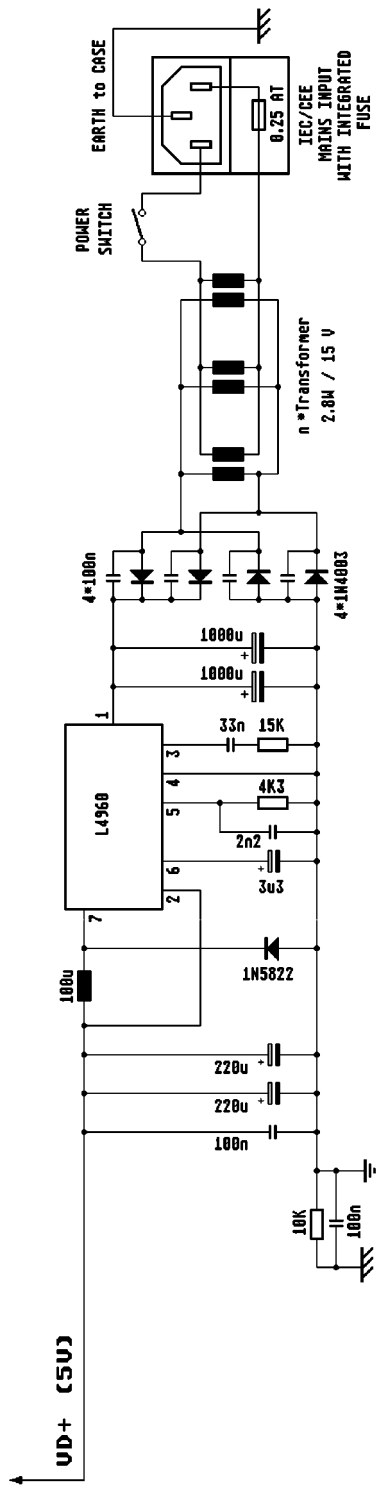 EARTH to CASE
0.25 AT
IEC/CEE
MAINS INPUT
WITH INTEGRATED
FUSE
POWER
SWITCH
n *Transformer
2.8W / 15 V
4*100n
4*1N4003
1000u
+
1000u
+
1
L4960
3
33n
15K
4
5
4K3
2n2
6
3u3
+
2
7
1N5822
100u
220u
+
220u
+
100n
10K
100n
VD+ (5V)